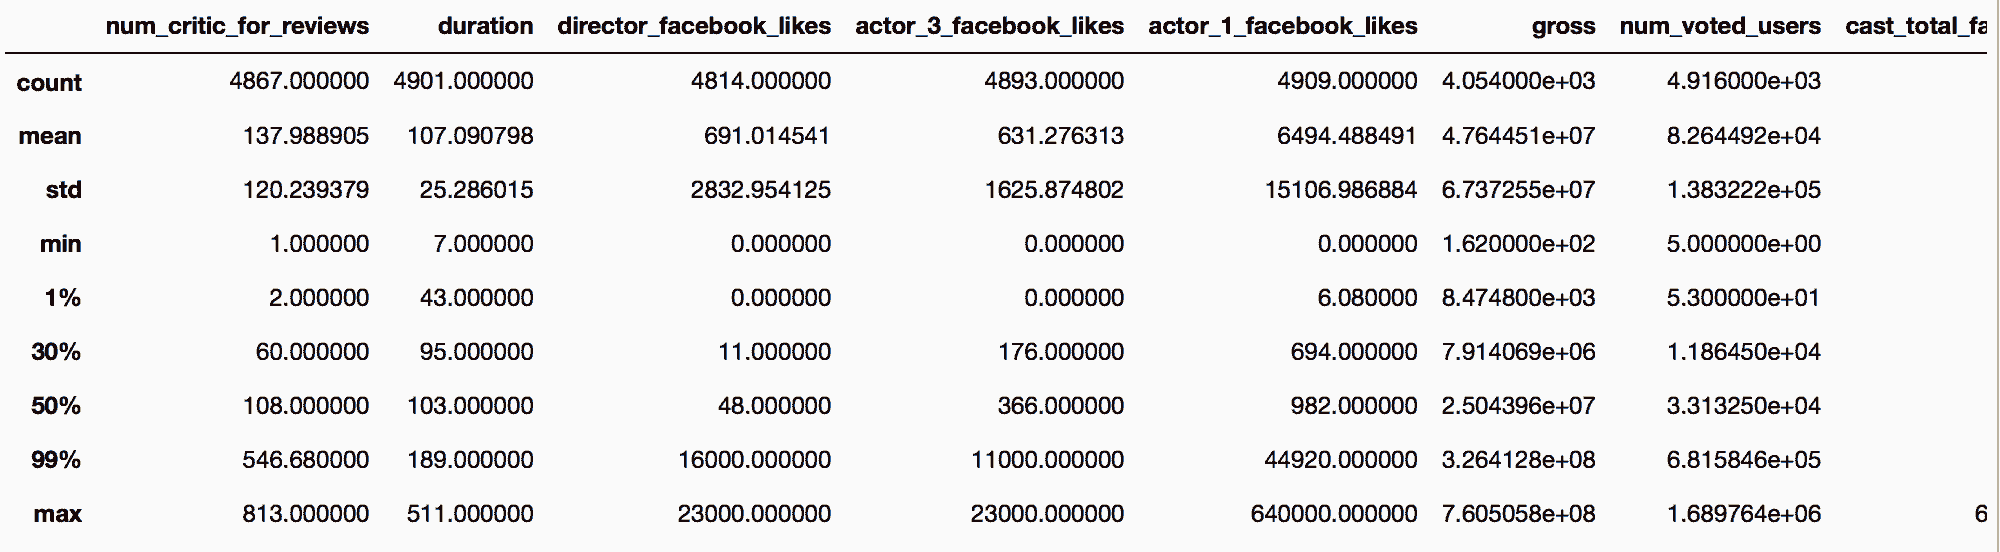 num_critic_for_reviews duration director_facebook_likes actor_3_facebook_likes actor_1_facebook_likes gross num_voted_users cast_total_fa
count 4867.000000 4901.000000 4814.000000 4893.000000 4909.000000 4.054000e+03 4.916000e+03
mean 137.988905 107.090798 691.014541 631.276313 6494.488491 4.764451e+07 8.264492e+04
std 120.239379 25.286015 2832.954125 1625.874802 15106.986884 6.737255e+07 1.383222e+05
min 1.000000 7.000000 0.000000 0.000000 0.000000 1.620000e+02 5.000000e+00
1% 2.000000 43.000000 0.000000 0.000000 6.080000 8.474800e+03 5.300000e+01
30% 60.000000 95.000000 11.000000 176.000000 694.000000 7.914069e+06 1.186450e+04
50% 108.000000 103.000000 48.000000 366.000000 982.000000 2.504396e+07 3.313250e+04
99% 546.680000 189.000000 16000.000000 11000.000000 44920.000000 3.264128e+08 6.815846e+05
max 813.000000 511.000000 23000.000000 23000.000000 640000.000000 7.605058e+08 1.689764e+06 6